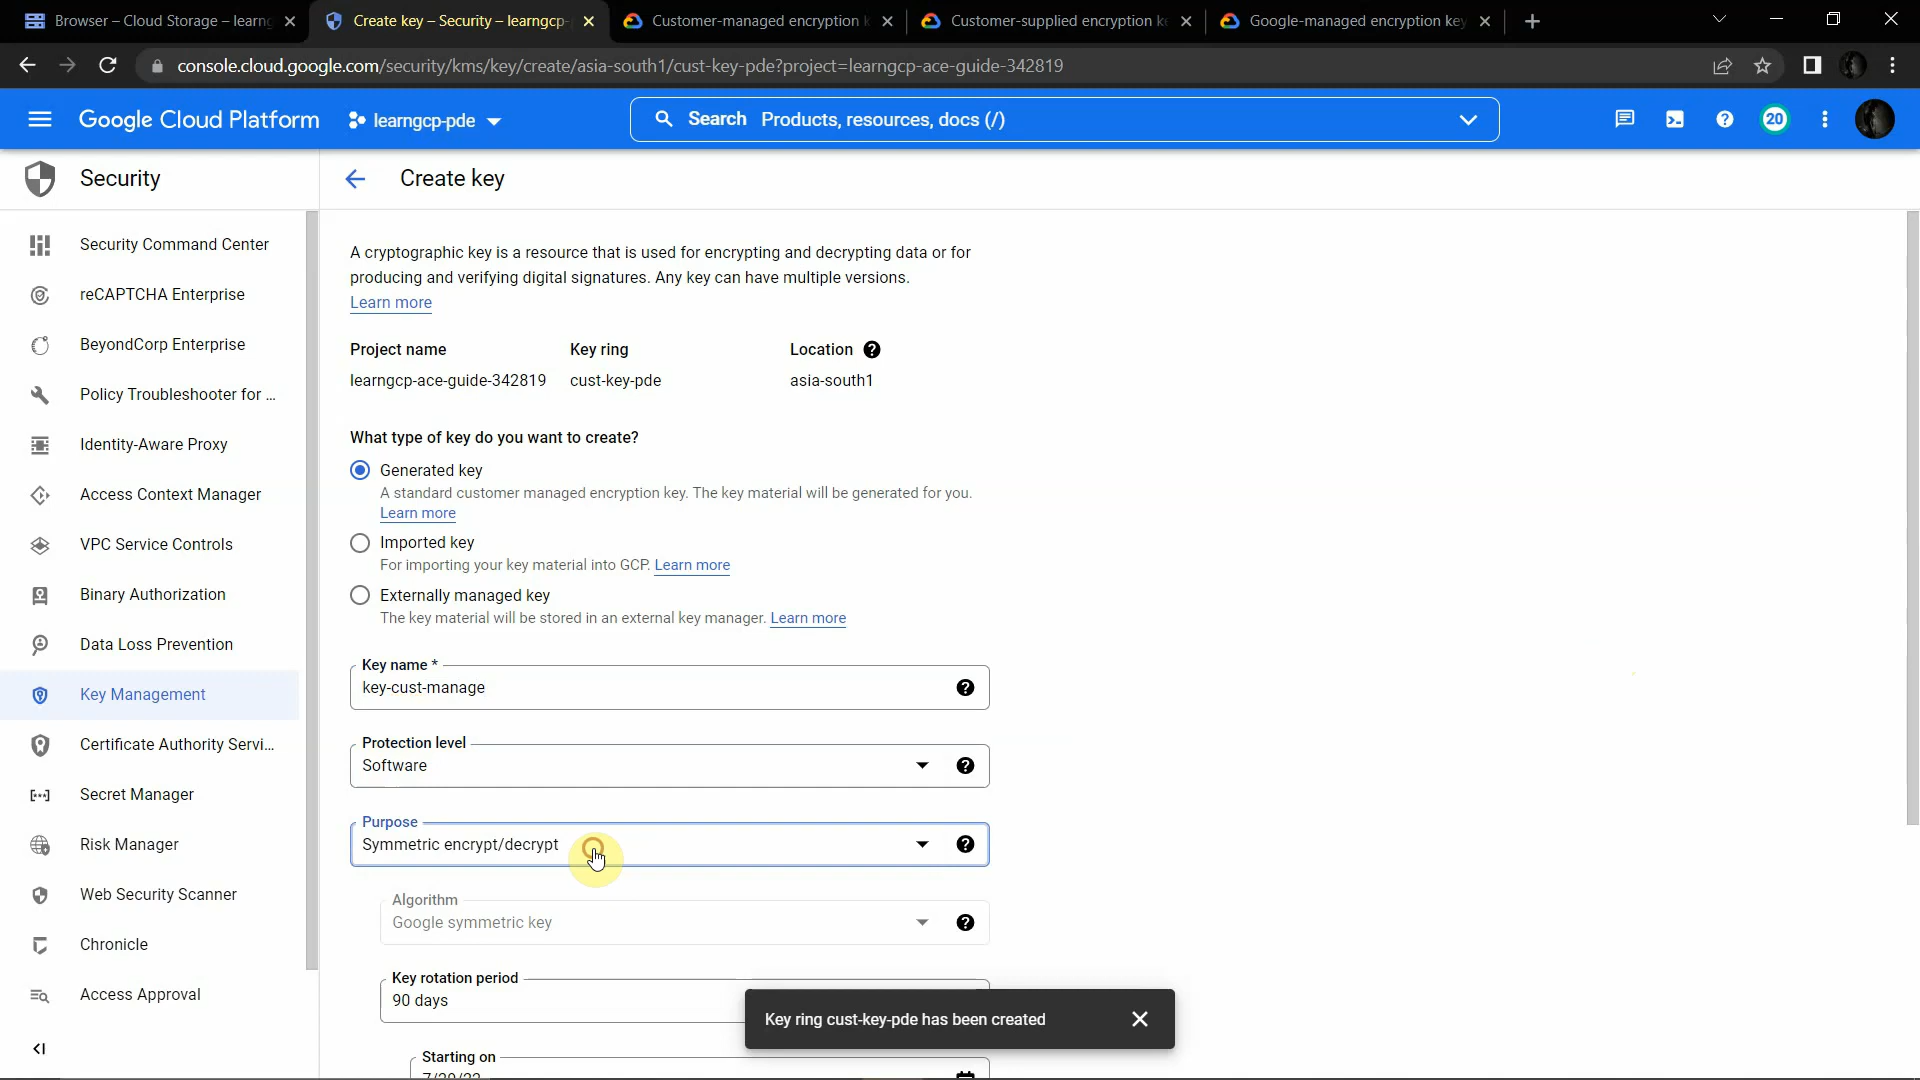 Browser – Cloud Storage – learng
Create key – Security – learngcp-
Customer-managed encryption k
Customer-supplied encryption ke
Google-managed encryption key
console.cloud.google.com/security/kms/key/create/asia-south1/cust-key-pde?project=learngcp-ace-guide-342819
Google Cloud Platform
learngcp-pde
Search Products, resources, docs (/)
20
Security
Create key
Security Command Center
reCAPTCHA Enterprise
BeyondCorp Enterprise
Policy Troubleshooter for ...
Identity-Aware Proxy
Access Context Manager
VPC Service Controls
Binary Authorization
Data Loss Prevention
Key Management
Certificate Authority Servi...
Secret Manager
Risk Manager
Web Security Scanner
Chronicle
Access Approval
A cryptographic key is a resource that is used for encrypting and decrypting data or for
producing and verifying digital signatures. Any key can have multiple versions.
Learn more
Project name Key ring Location
learngcp-ace-guide-342819 cust-key-pde asia-south1
What type of key do you want to create?
Generated key
A standard customer managed encryption key. The key material will be generated for you.
Learn more
Imported key
For importing your key material into GCP. Learn more
Externally managed key
The key material will be stored in an external key manager. Learn more
Key name *
key-cust-manage
Protection level
Software
Purpose
Symmetric encrypt/decrypt
Algorithm
Google symmetric key
Key rotation period
90 days
Key ring cust-key-pde has been created
Starting on